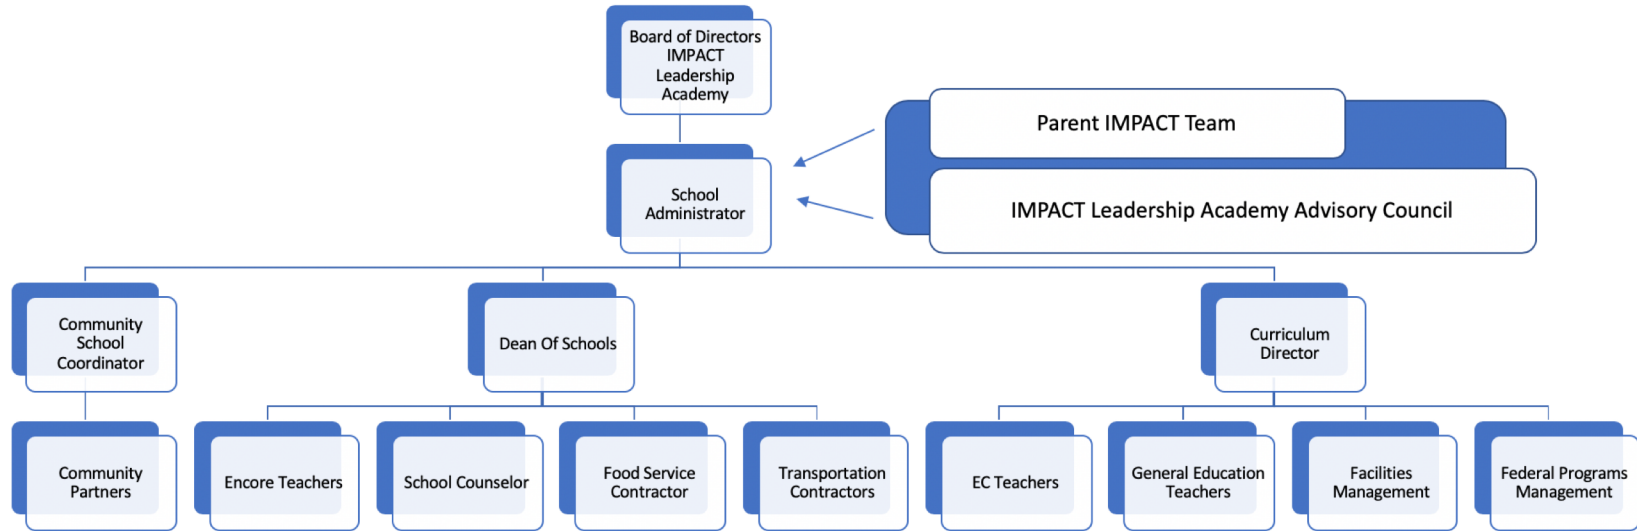 Board of Directors
IMPACT
Leadership
Academy
Parent IMPACT Team
School
Administrator
IMPACT Leadership Academy Advisory Council
Community
School
Coordinator
Dean Of Schools
Curriculum
Director
Community
Partners
Encore Teachers
School Counselor
Food Service
Contractor
Transportation
Contractors
EC Teachers
General Education
Teachers
Facilities
Management
Federal Programs
Management